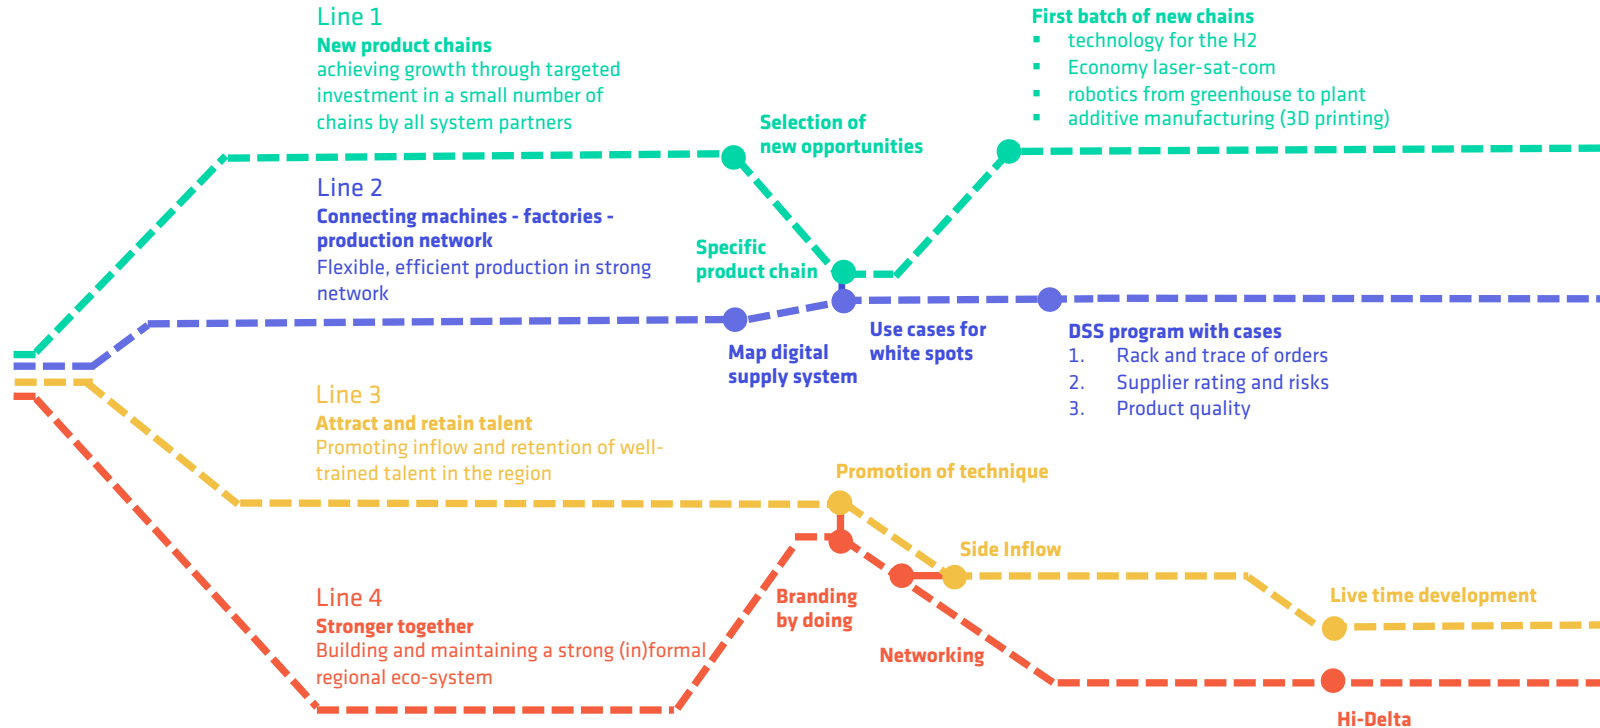 Line 1
New product chains
achieving growth through targeted
investment in a small number of
chains by all system partners
Selection of
new opportunities
First batch of new chains
▪ technology for the H2
▪ Economy laser-sat-com
▪ robotics from greenhouse to plant
▪ additive manufacturing (3D printing)
Line 2
Connecting machines - factories -
production network
Flexible, efficient production in strong
network
Specific
product chain
Map digital
supply system
Use cases for
white spots
DSS program with cases
1. Rack and trace of orders
2. Supplier rating and risks
3. Product quality
Line 3
Attract and retain talent
Promoting inflow and retention of well-
trained talent in the region
Promotion of technique
Side Inflow
Live time development
Line 4
Stronger together
Building and maintaining a strong (in)formal
regional eco-system
Branding
by doing
Networking
Hi-Delta